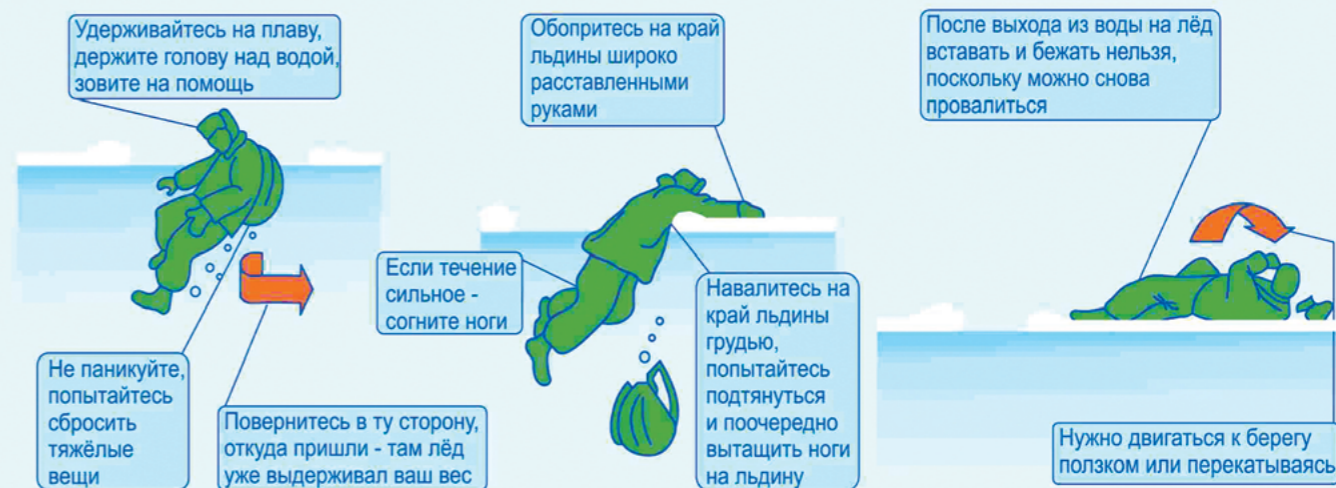 Удерживайтесь на плаву,
держите голову над водой,
зовите на помощь
Не паникуйте,
попытайтесь
сбросить
тяжёлые
вещи
Повернитесь в ту сторону,
откуда пришли - там лёд
уже выдерживал ваш вес
Обопритесь на край
льдины широко
расставленными
руками
Если течение
сильное -
согните ноги
Навалитесь на
край льдины
грудью,
попытайтесь
подтянуться
и поочередно
вытащить ноги
на льдину
После выхода из воды на лёд
вставать и бежать нельзя,
поскольку можно снова
провалиться
Нужно двигаться к берегу
ползком или перекатываясь